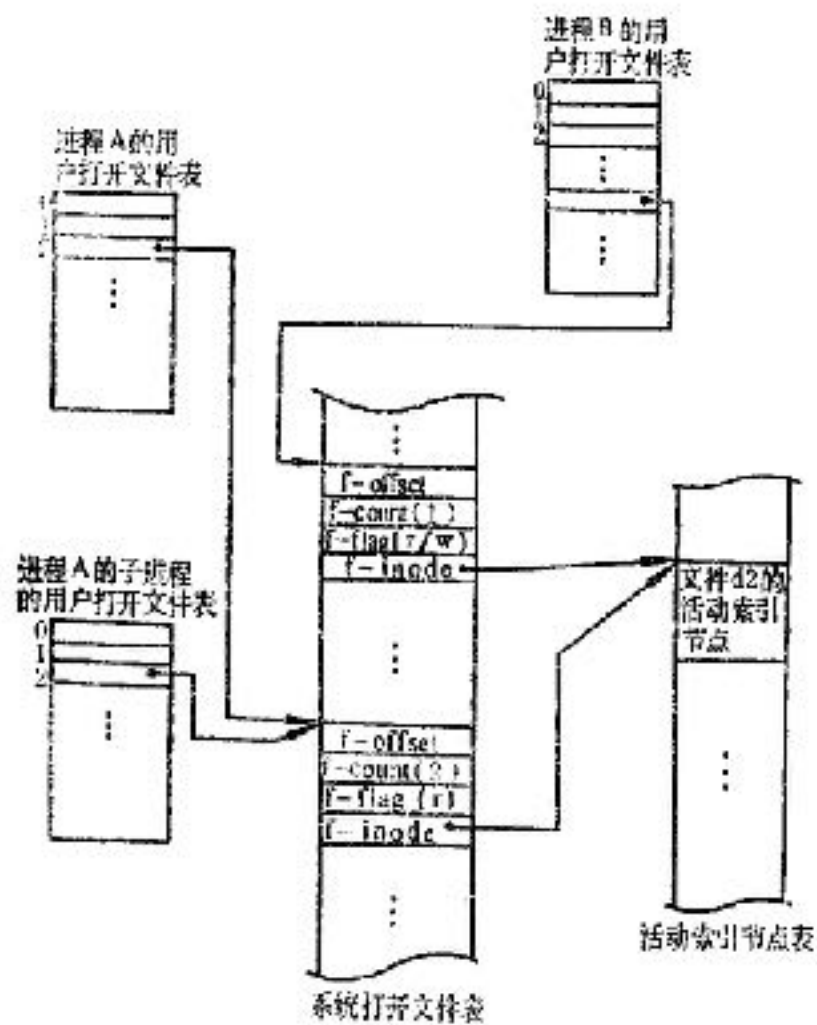 进程B的用
户打开文件表
0
1
2
进程A的用
户打开文件表
2
f-offset
f-count(1)
f-flag(r/w)
f-inode
文件d2的
活动索引
节点
进程A的子进程
的用户打开文件表
0
1
2
f-offset
f-count(2)
f-flag(r)
f-inode
活动索引节点表
系统打开文件表